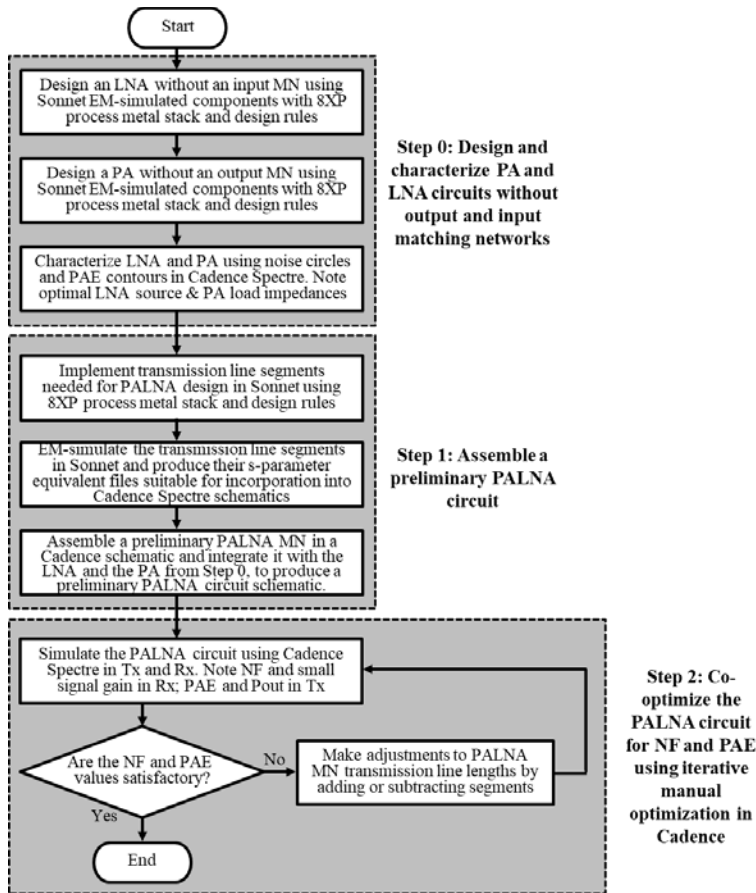 Start
Design an LNA without an input MN using
Sonnet EM-simulated components with 8XP
process metal stack and design rules
Design a PA without an output MN using
Sonnet EM-simulated components with 8XP
process metal stack and design rules
Characterize LNA and PA using noise circles
and PAE contours in Cadence Spectre. Note
optimal LNA source & PA load impedances
Step 0: Design and
characterize PA and
LNA circuits without
output and input
matching networks
Implement transmission line segments
needed for PALNA design in Sonnet using
8XP process metal stack and design rules
EM-simulate the transmission line segments
in Sonnet and produce their s-parameter
equivalent files suitable for incorporation into
Cadence Spectre schematics
Assemble a preliminary PALNA MN in a
Cadence schematic and integrate it with the
LNA and the PA from Step 0, to produce a
preliminary PALNA circuit schematic.
Step 1: Assemble a
preliminary PALNA
circuit
Simulate the PALNA circuit using Cadence
Spectre in Tx and Rx. Note NF and small
signal gain in Rx; PAE and Pout in Tx
Are the NF and PAE
values satisfactory?
No
Make adjustments to PALNA
MN transmission line lengths by
adding or subtracting segments
Yes
End
Step 2: Co-
optimize the
PALNA circuit
for NF and PAE
using iterative
manual
optimization in
Cadence